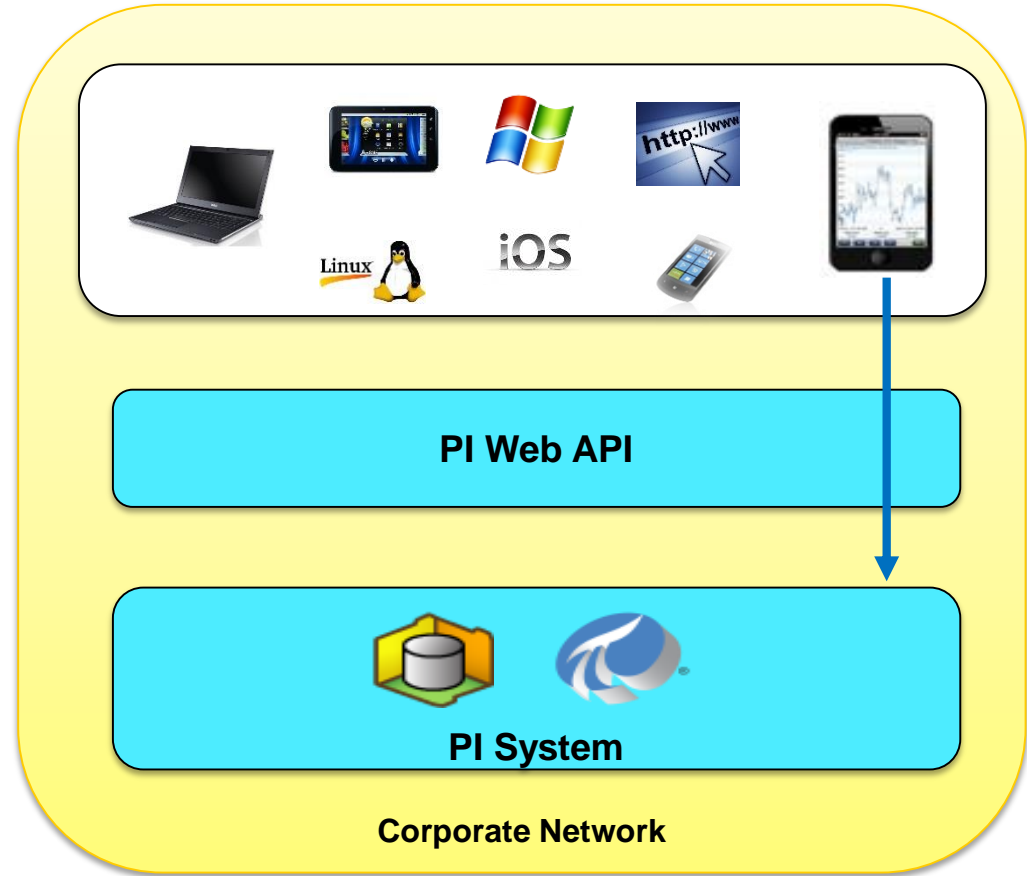 http://www
Linux
iOS
PI Web API
®
PI System
Corporate Network